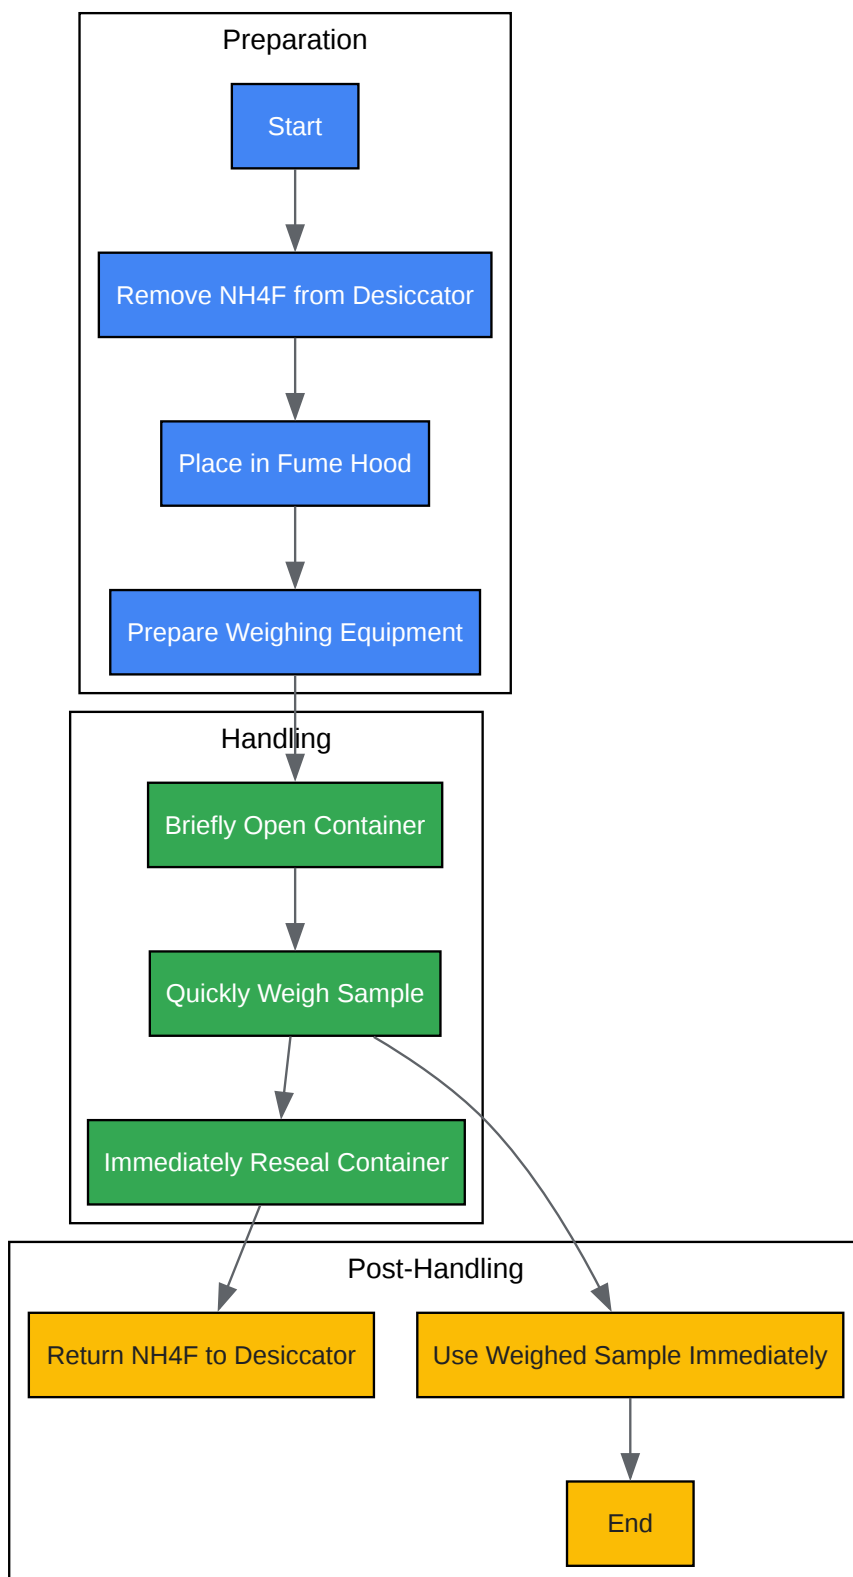 Preparation
Start
Remove NH4F from Desiccator
Place in Fume Hood
Prepare Weighing Equipment
Handling
Briefly Open Container
Quickly Weigh Sample
Immediately Reseal Container
Post-Handling
Return NH4F to Desiccator
Use Weighed Sample Immediately
End